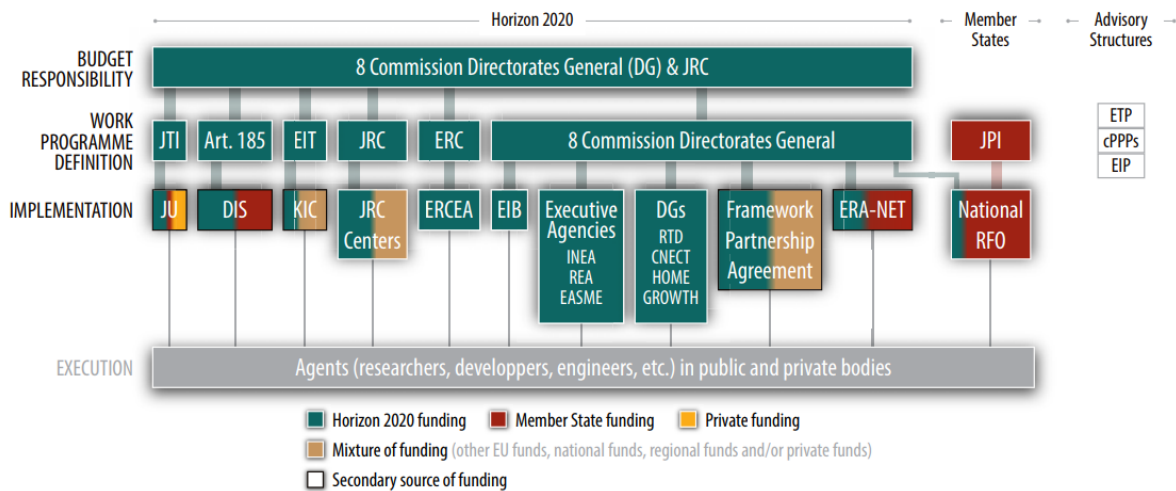 Horizon 2020
Member
States
Advisory
Structures
BUDGET
RESPONSIBILITY
8 Commission Directorates General (DG) & JRC
WORK
PROGRAMME
DEFINITION
JTI
Art. 185
EIT
JRC
ERC
8 Commission Directorates General
JPI
ETP
cPPPs
EIP
IMPLEMENTATION
JU
DIS
KIC
JRC
Centers
ERCEA
EIB
Executive
Agencies
INEA
REA
EASME
DGs
RTD
CNECT
HOME
GROWTH
Framework
Partnership
Agreement
ERA-NET
National
RFO
EXECUTION
Agents (researchers, developpers, engineers, etc.) in public and private bodies
Horizon 2020 funding
Member State funding
Private funding
Mixture of funding (other EU funds, national funds, regional funds and/or private funds)
Secondary source of funding